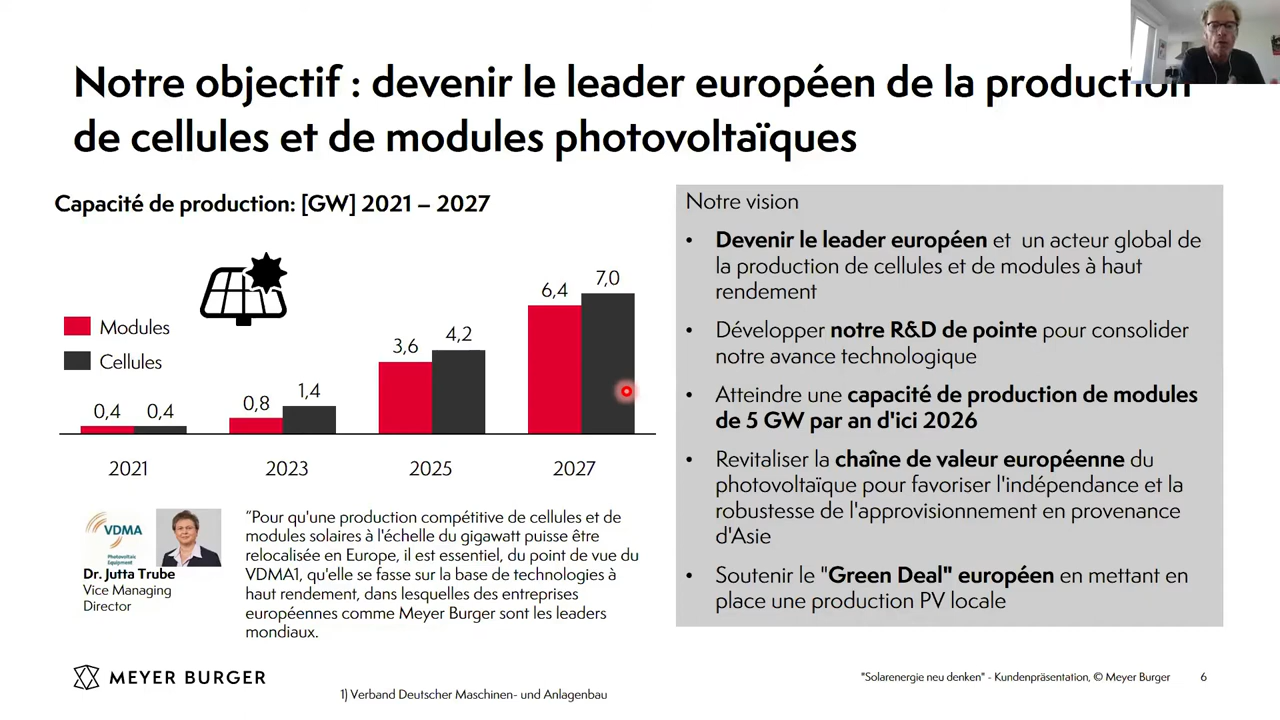 Notre objectif : devenir le leader européen de la production
de cellules et de modules photovoltaïques
Capacité de production: [GW] 2021 – 2027
Modules
Cellules
0,4
0,4
0,8
1,4
3,6
4,2
6,4
7,0
2021
2023
2025
2027
VDMA
Photovoltaic
Equipment
Dr. Jutta Trube
Vice Managing
Director
“Pour qu'une production compétitive de cellules et de
modules solaires à l'échelle du gigawatt puisse être
relocalisée en Europe, il est essentiel, du point de vue du
VDMA1, qu'elle se fasse sur la base de technologies à
haut rendement, dans lesquelles des entreprises
européennes comme Meyer Burger sont les leaders
mondiaux.
Notre vision
• Devenir le leader européen et un acteur global de
la production de cellules et de modules à haut
rendement
• Développer notre R&D de pointe pour consolider
notre avance technologique
• Atteindre une capacité de production de modules
de 5 GW par an d'ici 2026
• Revitaliser la chaîne de valeur européenne du
photovoltaïque pour favoriser l'indépendance et la
robustesse de l'approvisionnement en provenance
d'Asie
• Soutenir le "Green Deal" européen en mettant en
place une production PV locale
MEYER BURGER
1) Verband Deutscher Maschinen- und Anlagenbau
"Solarenergie neu denken" - Kundenpräsentation, © Meyer Burger
6